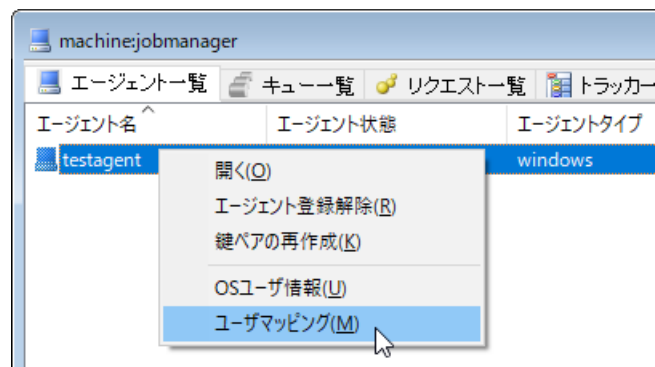 machine:jobmanager
エージェント一覧 キュー一覧 リクエスト一覧 トラッカー
エージェント名 エージェント状態 エージェントタイプ
testagent windows
開く(O)
エージェント登録解除(R)
鍵ペアの再作成(K)
OSユーザ情報(U)
ユーザマッピング(M)